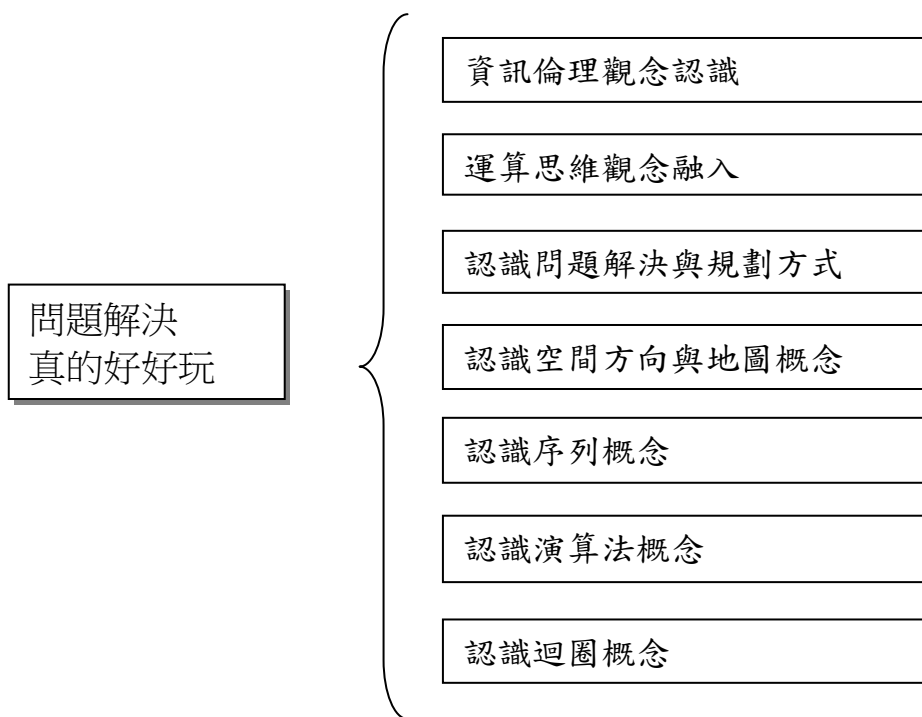 問題解決
真的好好玩
資訊倫理觀念認識
運算思維觀念融入
認識問題解決與規劃方式
認識空間方向與地圖概念
認識序列概念
認識演算法概念
認識迴圈概念